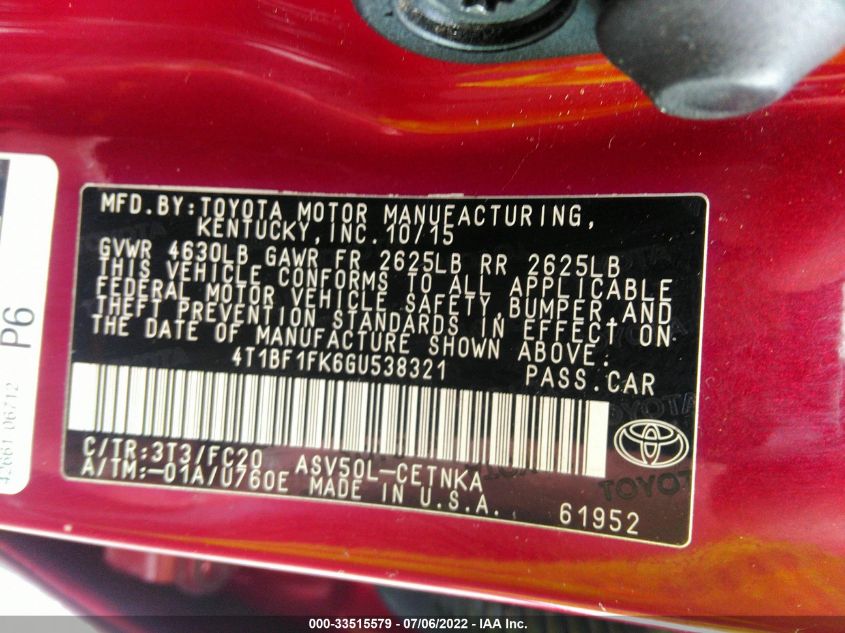 MFD.BY:TOYOTA MOTOR MANUFACTURING,
KENTUCKY,INC.10/15
GVWR 4630LB GAWR FR 2625LB RR 2625LB
THIS VEHICLE CONFORMS TO ALL APPLICABLE
FEDERAL MOTOR VEHICLE SAFETY,BUMPER,AND
THEFT PREVENTION STANDARDS IN EFFECT ON
THE DATE OF MANUFACTURE SHOWN ABOVE.
4T1BF1FK6GU538321 PASS.CAR
C/TR:3T3/FC20 ASV50L-CETNKA
A/TM:-01A/U760E MADE IN U.S.A.
61952
TOYOTA
TOYOTA
P6
42661 06712
000-33515579 / 07/06/2022 - IAA Inc.